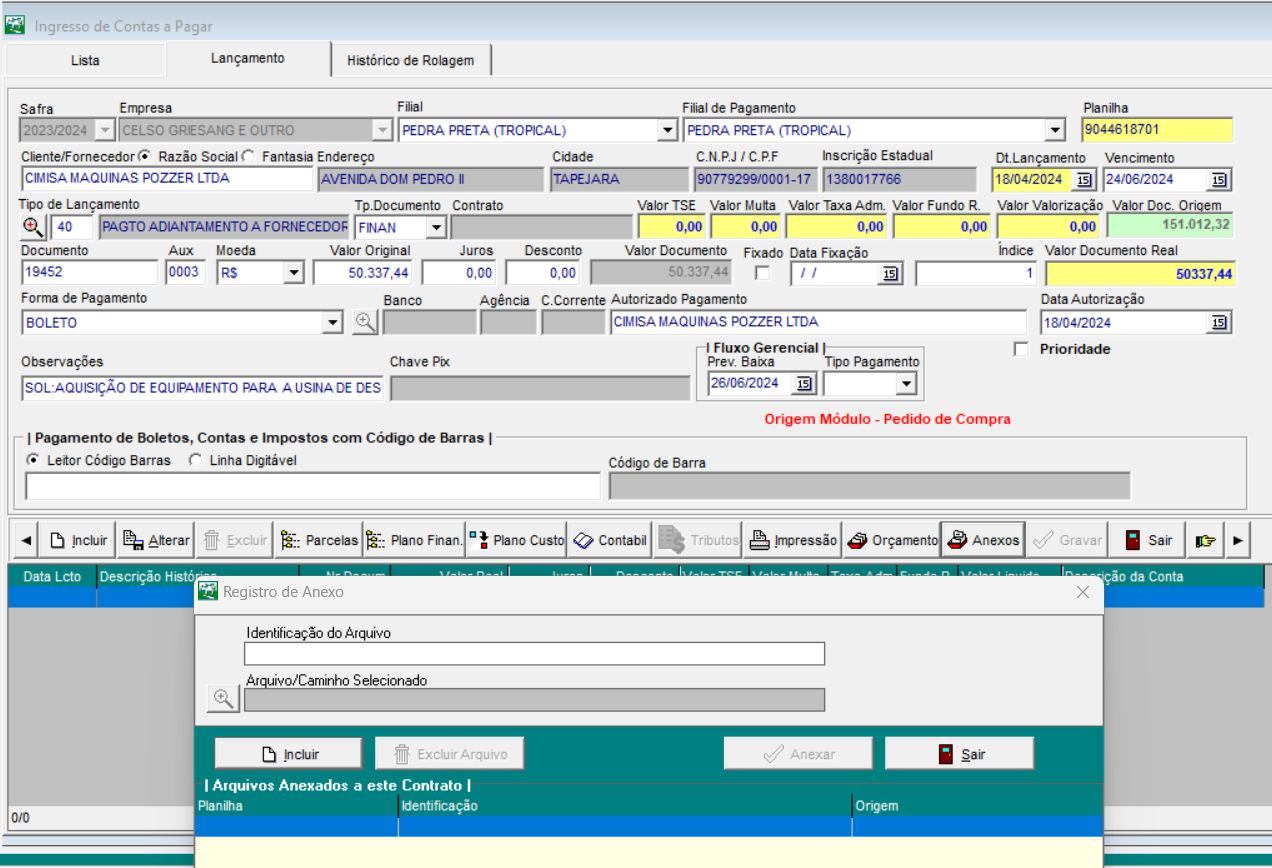 Ingresso de Contas a Pagar
Lista Lançamento Histórico de Rolagem
Safra Empresa Filial Filial de Pagamento Planilha
2023/2024 CELSO GRIESANG E OUTRO PEDRA PRETA (TROPICAL) PEDRA PRETA (TROPICAL) 9044618701
Cliente/Fornecedor Razão Social Fantasia Endereço Cidade C.N.P.J / C.P.F Inscrição Estadual Dt.Lançamento Vencimento
CIMISA MAQUINAS POZZER LTDA AVENIDA DOM PEDRO II TAPEJARA 90779299/0001-17 1380017766 18/04/2024 15 24/06/2024 15
Tipo de Lançamento Tp.Documento Contrato Valor TSE Valor Multa Valor Taxa Adm. Valor Fundo R. Valor Valorização Valor Doc. Origem
40 PAGTO ADIANTAMENTO A FORNECEDOR FINAN 0,00 0,00 0,00 0,00 0,00 151.012,32
Documento Aux Moeda Valor Original Juros Desconto Valor Documento Fixado Data Fixação Índice Valor Documento Real
19452 0003 R$ 50.337,44 0,00 0,00 50.337,44 / / 15 1 50337,44
Forma de Pagamento Banco Agência C.Corrente Autorizado Pagamento Data Autorização
BOLETO CIMISA MAQUINAS POZZER LTDA 18/04/2024 15
Observações Chave Pix | Fluxo Gerencial | Prioridade
Prev. Baixa Tipo Pagamento
SOL:AQUISIÇÃO DE EQUIPAMENTO PARA A USINA DE DES 26/06/2024 15
Origem Módulo - Pedido de Compra
| Pagamento de Boletos, Contas e Impostos com Código de Barras |
Leitor Código Barras Linha Digitável Código de Barra
Incluir Alterar Excluir Parcelas Plano Finan. Plano Custo Contabil Tributos Impressão Orçamento Anexos Gravar Sair
Data Lcto Descrição Histórico Nr Docum Valor Real Juros Desconto Valor TSE Valor Multa Taxa Adm Fundo R. Valor Liquido Descrição da Conta
Registro de Anexo
Identificação do Arquivo
Arquivo/Caminho Selecionado
Incluir Excluir Arquivo Anexar Sair
| Arquivos Anexados a este Contrato |
Planilha Identificação Origem
0/0